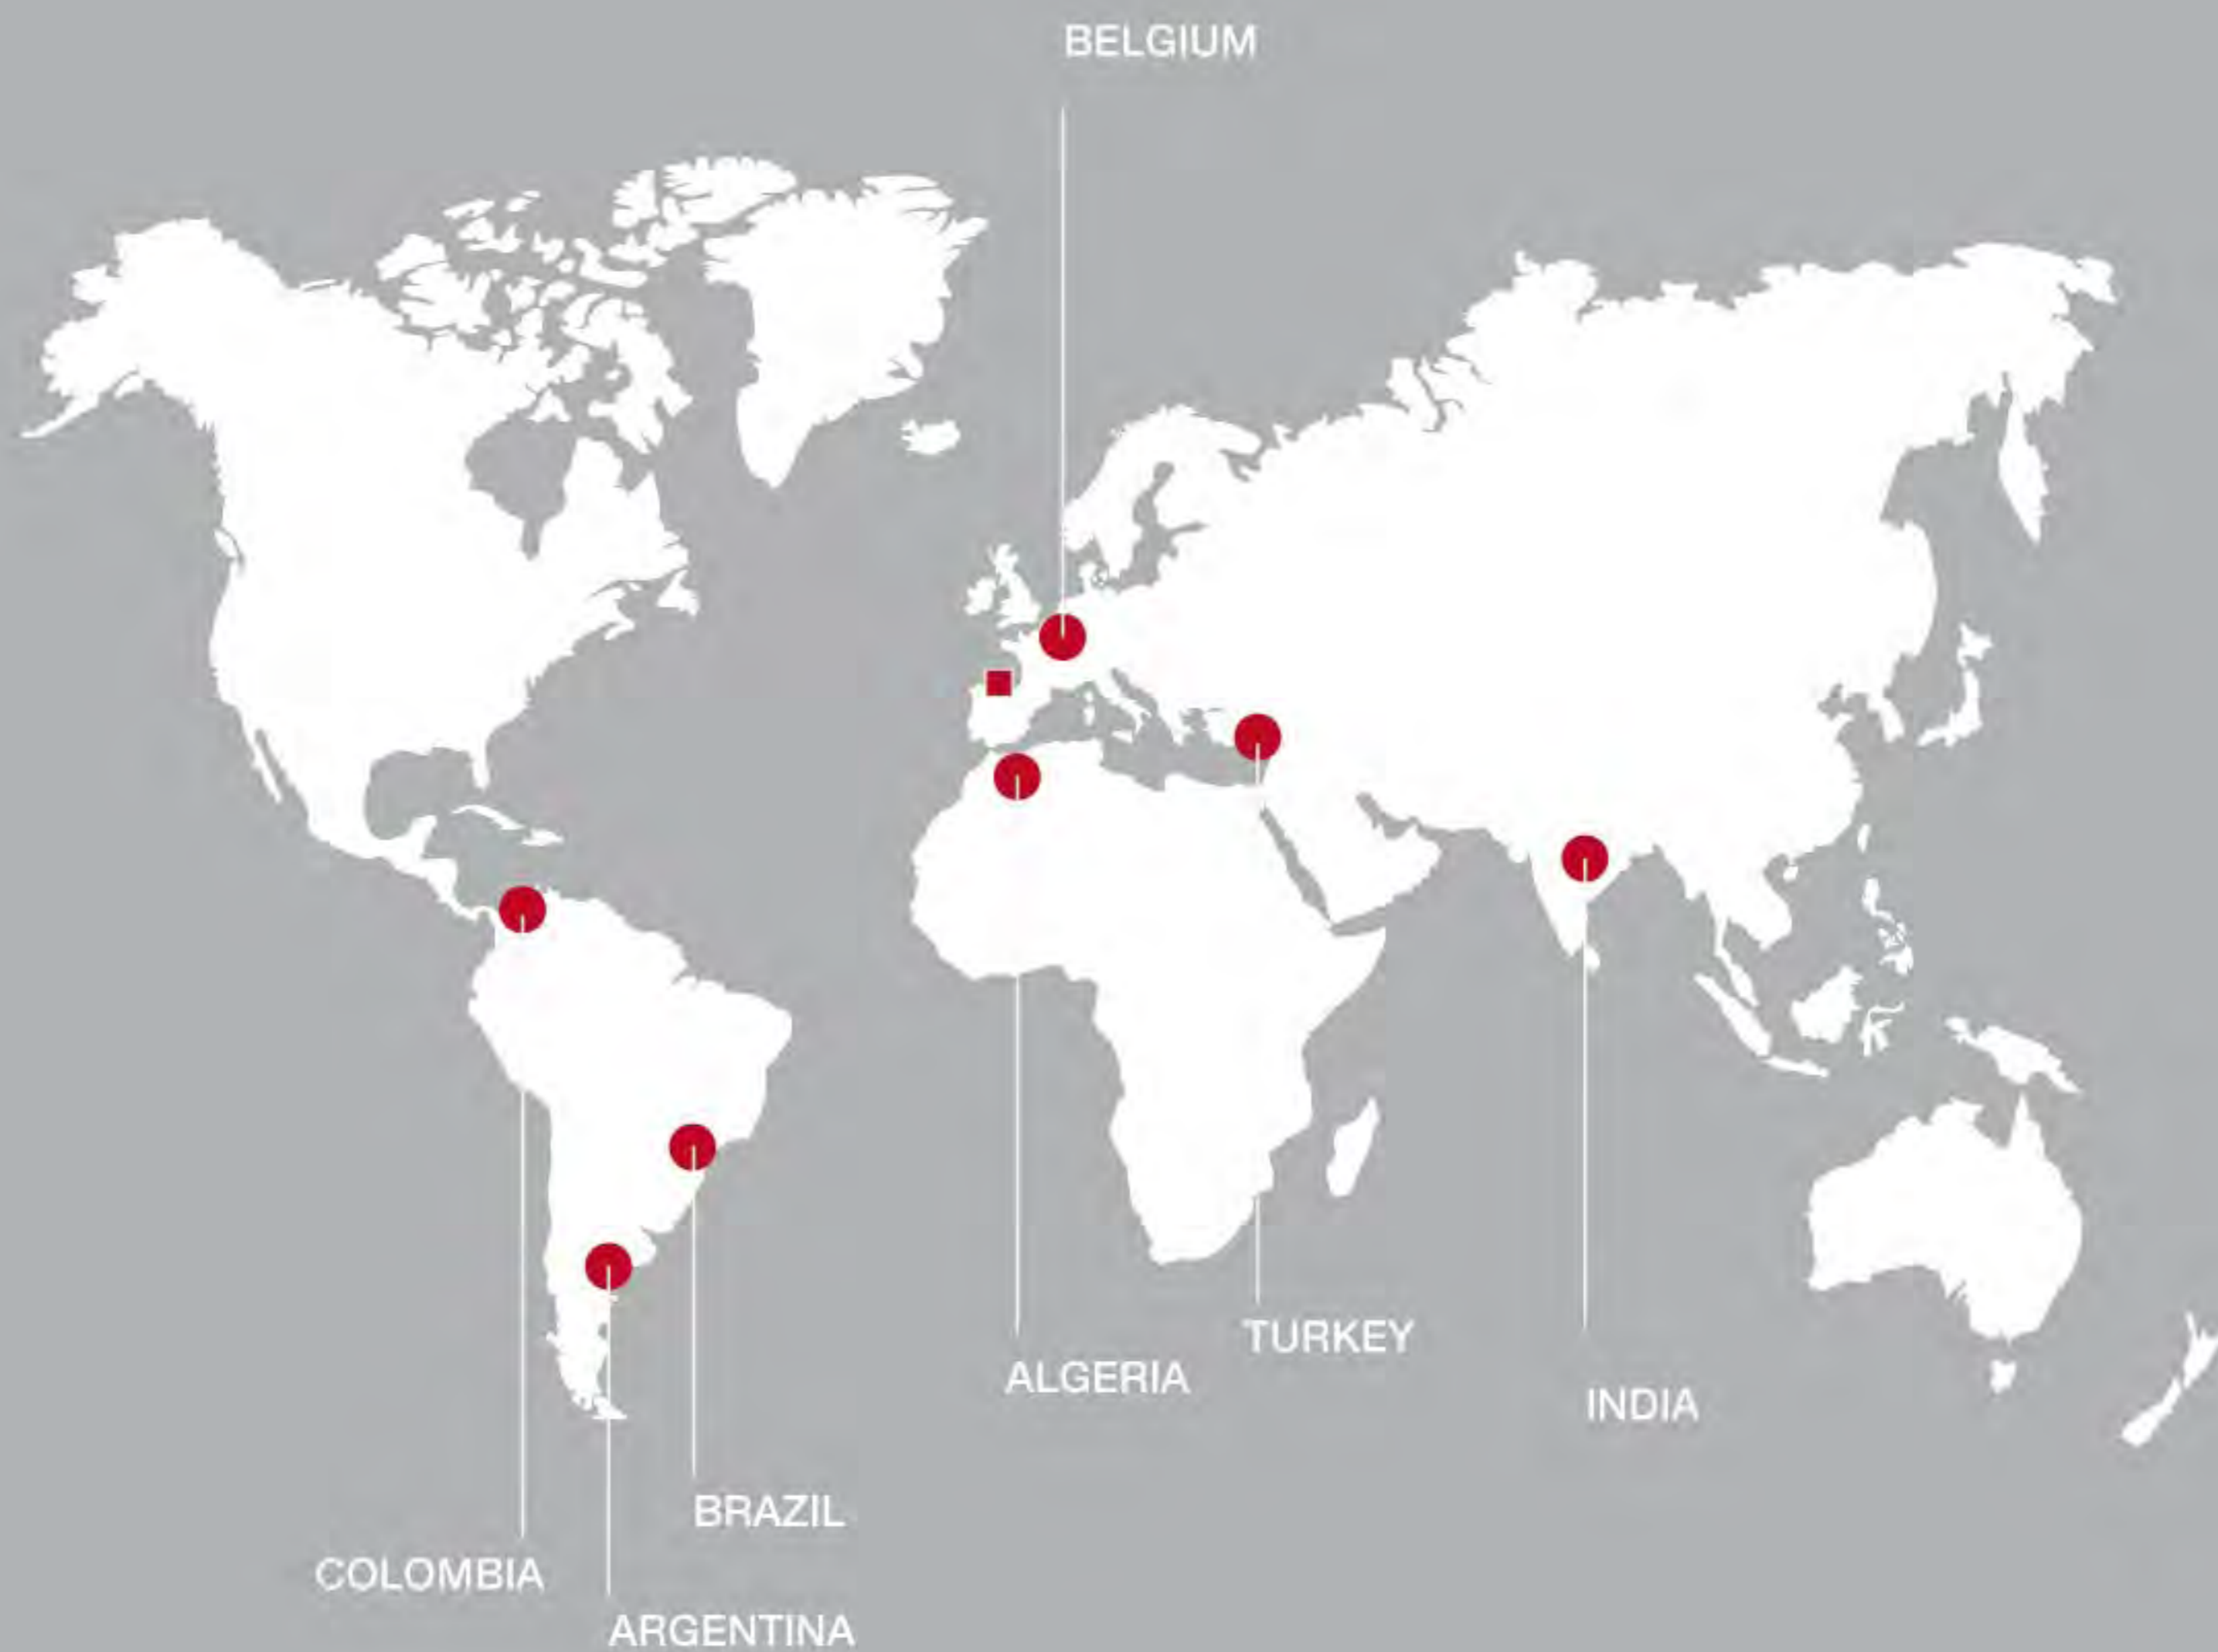 BELGIUM
TURKEY
ALGERIA
INDIA
BRAZIL
COLOMBIA
ARGENTINA